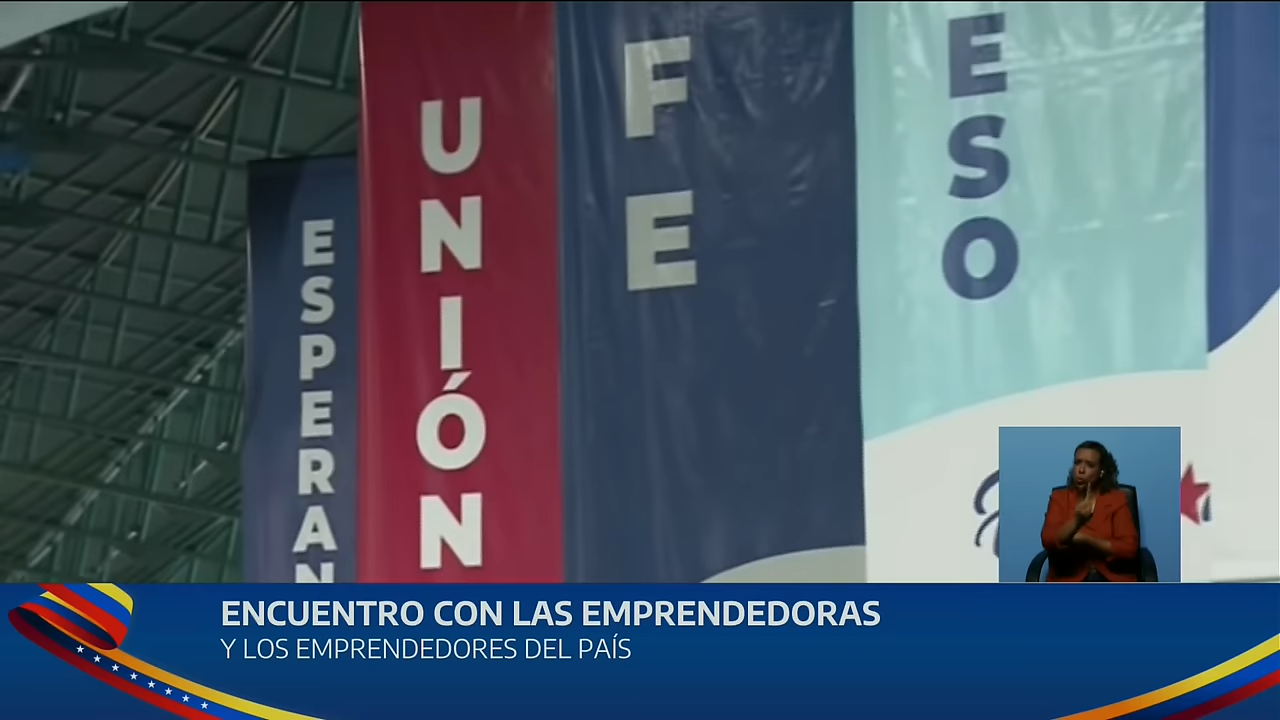 ESPERAN
UNIÓN
FE
ESO
ENCUENTRO CON LAS EMPRENDEDORAS
Y LOS EMPRENDEDORES DEL PAÍS